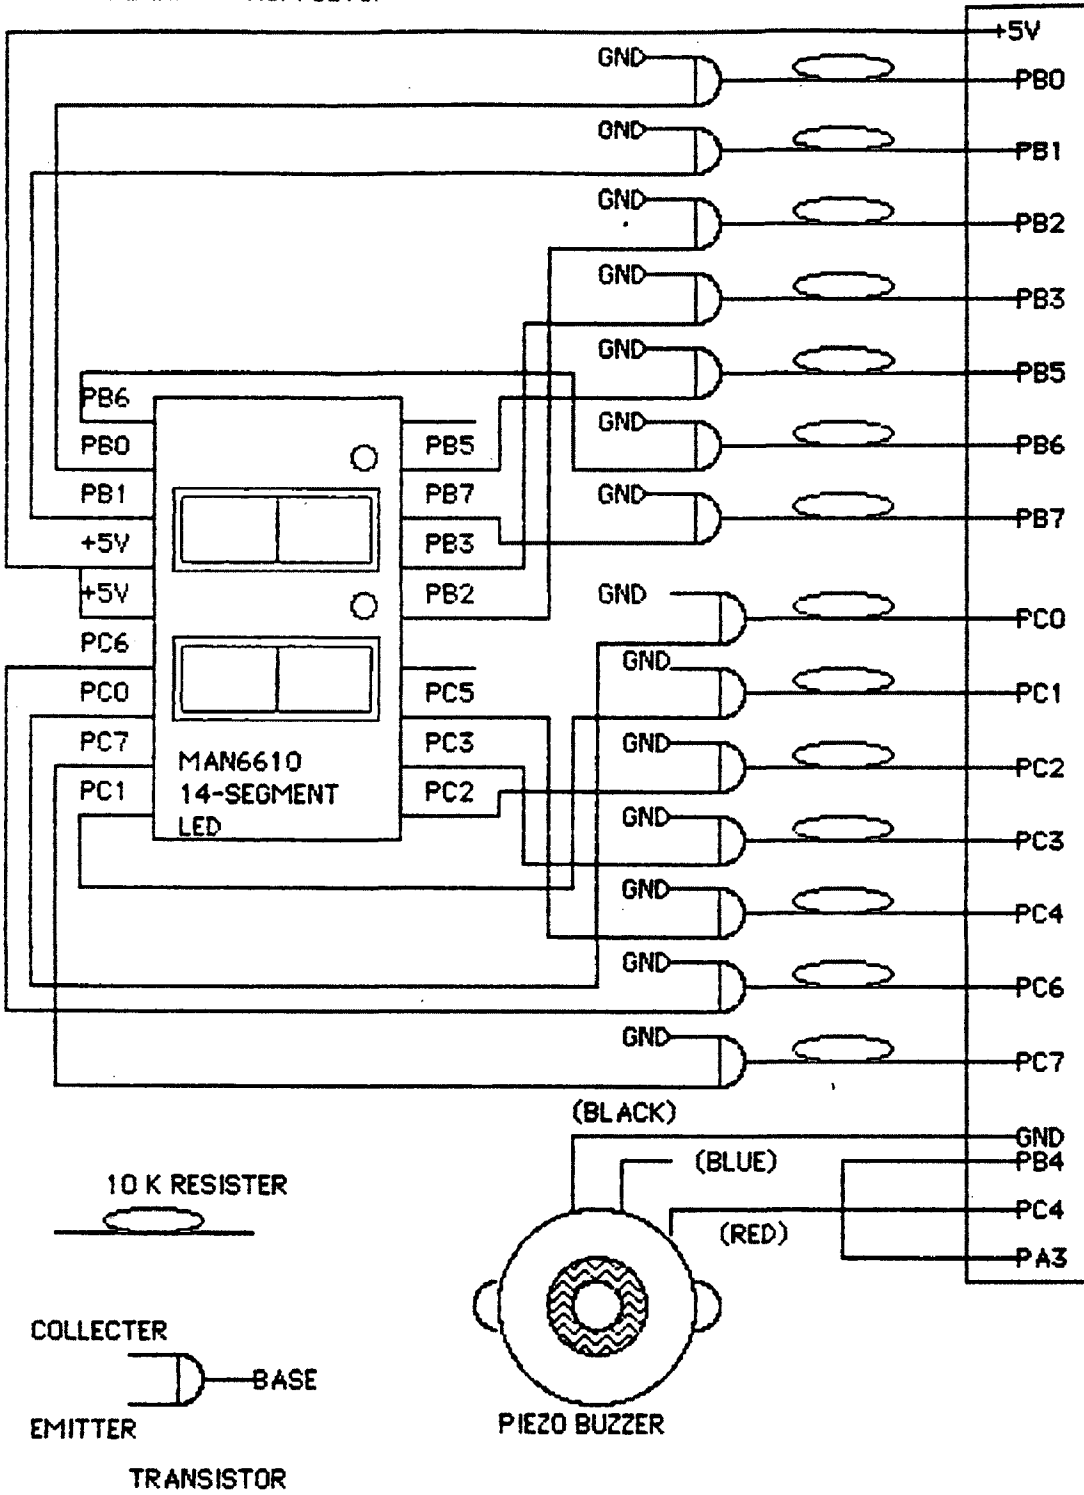 +5V
GND PB0
GND PB1
GND PB2
GND PB3
GND PB5
GND PB6
GND PB7
GND PC0
GND PC1
GND PC2
GND PC3
GND PC4
GND PC6
GND PC7
PB6
PB0 PB5
PB1 PB7
+5V PB3
+5V PB2
PC6
PC0 PC5
PC7 PC3
PC1 PC2
MAN6610
14-SEGMENT
LED
(BLACK)
GND
(BLUE) PB4
PC4
(RED)
PA3
10 K RESISTER
COLLECTER
BASE
EMITTER
TRANSISTOR
PIEZO BUZZER